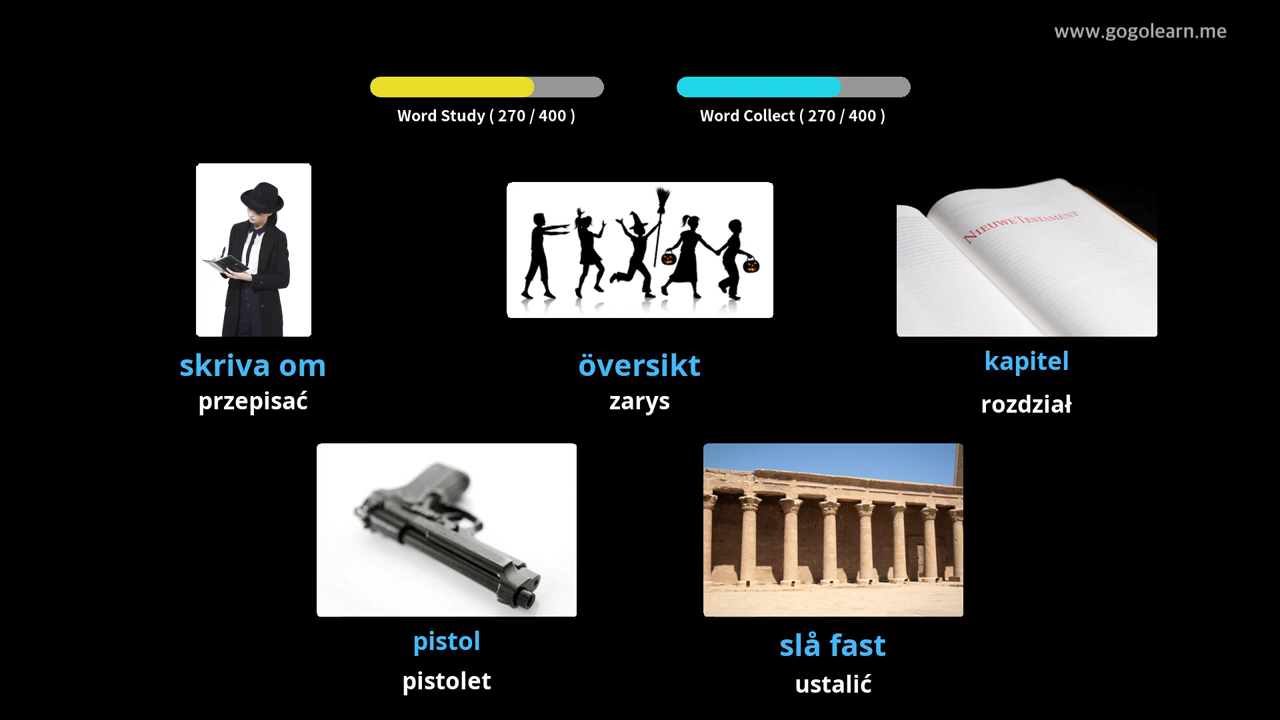 www.gogolearn.me
Word Study ( 270 / 400 )
Word Collect ( 270 / 400 )
NIEUWE TESTAMENT
skriva om
przepisać
översikt
zarys
kapitel
rozdział
pistol
pistolet
slå fast
ustalić